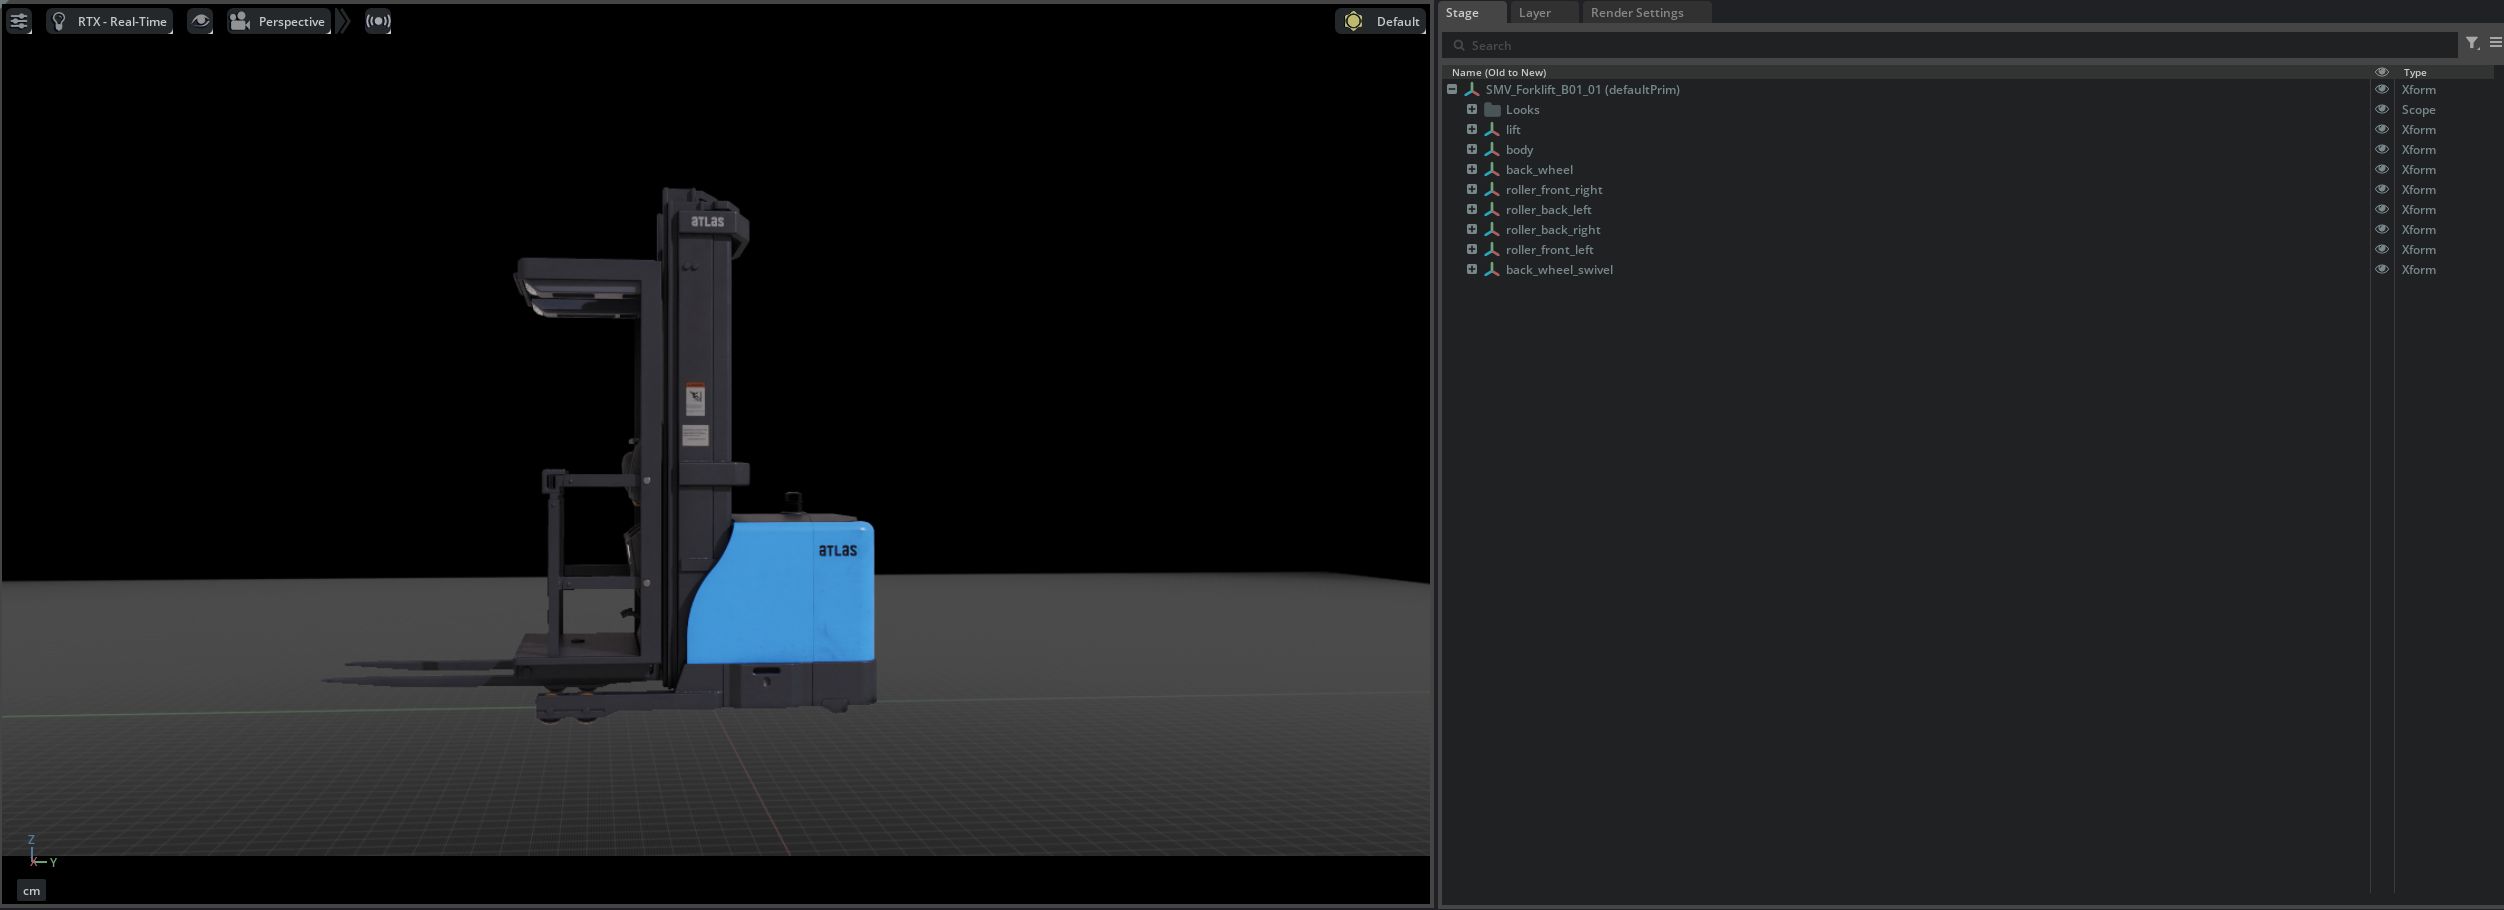 RTX - Real-Time
Perspective
Default
ATLAS
ATLAS
Z
X
Y
cm
Stage
Layer
Render Settings
Search
Name (Old to New)
Type
SMV_Forklift_B01_01 (defaultPrim)
Xform
Looks
Scope
lift
Xform
body
Xform
back_wheel
Xform
roller_front_right
Xform
roller_back_left
Xform
roller_back_right
Xform
roller_front_left
Xform
back_wheel_swivel
Xform